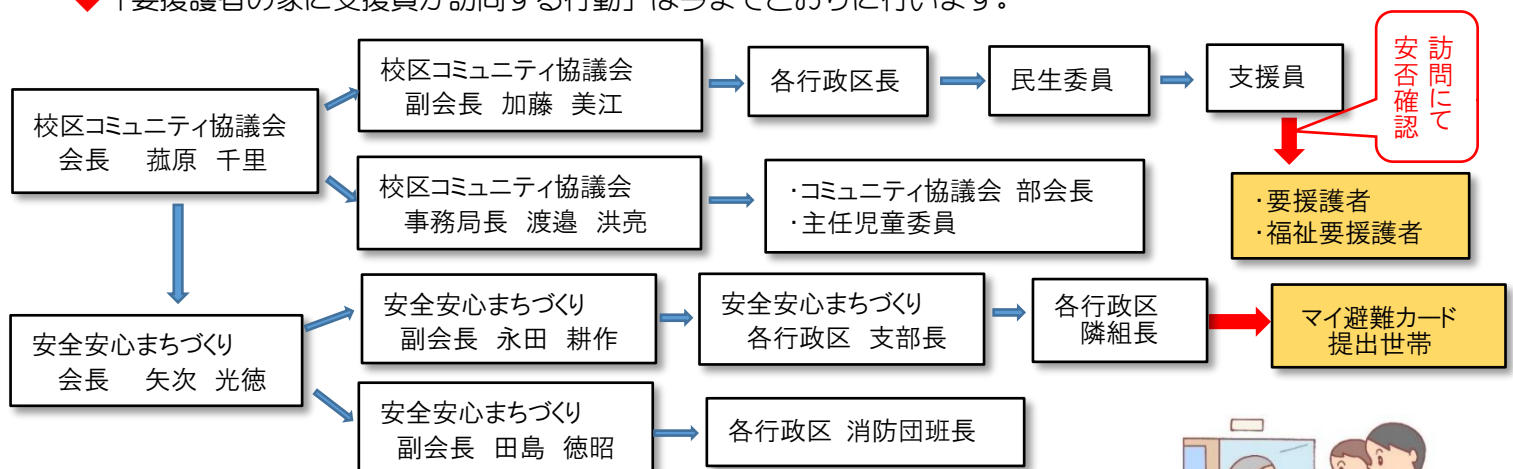 ◆「要援護者の家に支援員が訪問する行動」は今までどおりに行います。
校区コミュニティ協議会
会長 菰原 千里
校区コミュニティ協議会
副会長 加藤 美江
各行政区長
民生委員
支援員
訪問にて
安否確認
・要援護者
・福祉要援護者
校区コミュニティ協議会
事務局長 渡邉 洪亮
・コミュニティ協議会 部会長
・主任児童委員
安全安心まちづくり
会長 矢次 光徳
安全安心まちづくり
副会長 永田 耕作
安全安心まちづくり
各行政区 支部長
各行政区
隣組長
マイ避難カード
提出世帯
安全安心まちづくり
副会長 田島 徳昭
各行政区 消防団班長